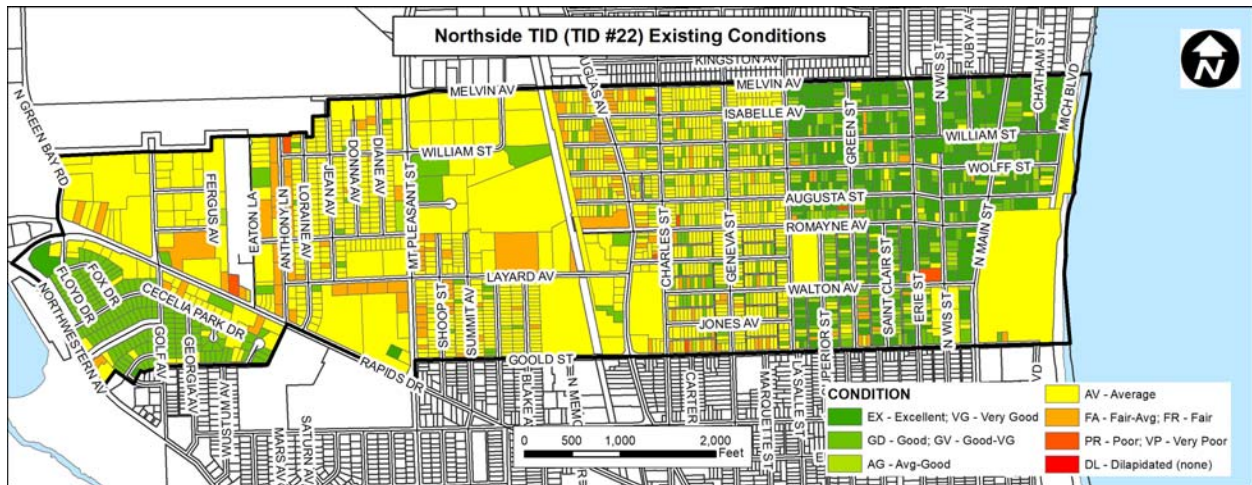 Northside TID (TID #22) Existing Conditions
N
KINGSTON AV
MELVIN AV
MELVIN AV
ISABELLE AV
WILLIAM ST
WILLIAM ST
WOLFF ST
AUGUSTA ST
ROMAYNE AV
LAYARD AV
WALTON AV
JONES AV
GOOLD ST
RAPIDS DR
N GREEN BAY RD
FERGUS AV
EATON LA
ANTHONY LN
LORAINE AV
JEAN AV
DONNA AV
DIANE AV
MT. PLEASANT ST
SHOOP ST
SUMMIT AV
BLAKE A
N MEMO
UGLAS AV
CHARLES ST
GENEVA ST
CARTER
MARQUETTE ST
LA SALLE ST
GREEN ST
SAINT CLAIR ST
ERIE ST
N WIS ST
N WIS ST
RUBY AV
CHATHAM ST
MICH BLVD
N MAIN ST
FLOYD DR
FOX DR
CECELIA PARK DR
NORTHWESTERN AV
GOLF AV
GEORGIA AV
MARS AV
SATURN AV
0 500 1,000 2,000
Feet
CONDITION
EX - Excellent; VG - Very Good
GD - Good; GV - Good-VG
AG - Avg-Good
AV - Average
FA - Fair-Avg; FR - Fair
PR - Poor; VP - Very Poor
DL - Dilapidated (none)